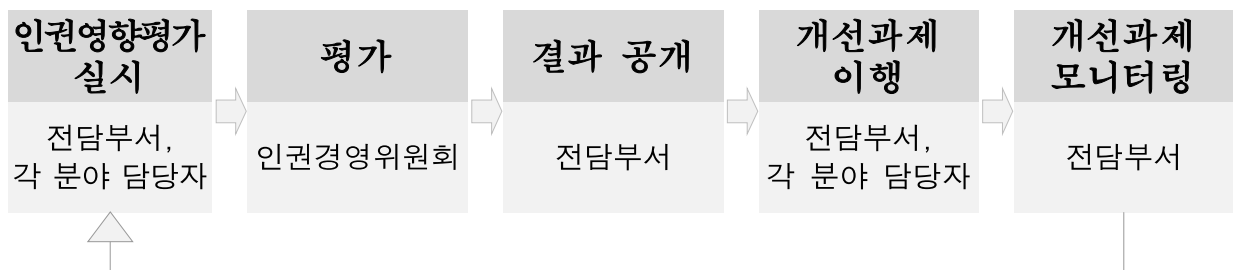 인권영향평가
실시
전담부서,
각 분야 담당자
평가
인권경영위원회
결과 공개
전담부서
개선과제
이행
전담부서,
각 분야 담당자
개선과제
모니터링
전담부서